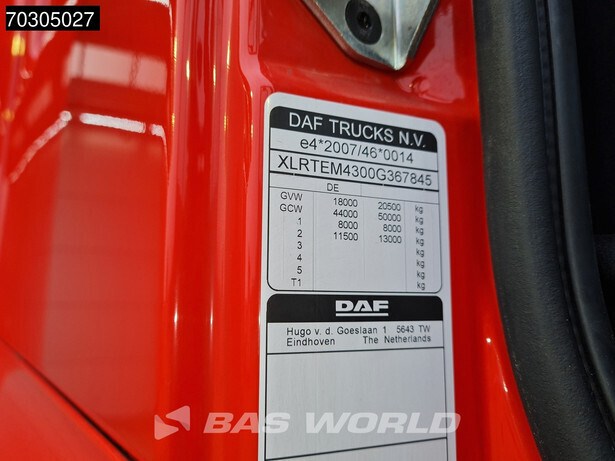 70305027
DAF TRUCKS N.V.
e4*2007/46*0014
XLRTEM4300G367845
DE
GVW 18000 20500 kg
GCW 44000 50000 kg
.1 8000 8000 kg
2 11500 13000 kg
3 kg
4 kg
5 kg
T1 kg
DAF
Hugo v. d. Goeslaan 1 5643 TW
Eindhoven The Netherlands
BAS WORLD